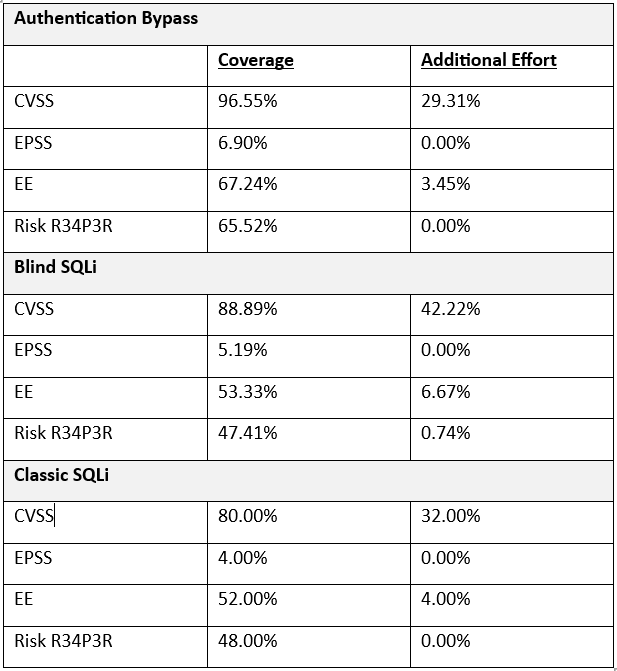 Authentication Bypass
Coverage Additional Effort
CVSS 96.55% 29.31%
EPSS 6.90% 0.00%
EE 67.24% 3.45%
Risk R34P3R 65.52% 0.00%
Blind SQLi
CVSS 88.89% 42.22%
EPSS 5.19% 0.00%
EE 53.33% 6.67%
Risk R34P3R 47.41% 0.74%
Classic SQLi
CVSS 80.00% 32.00%
EPSS 4.00% 0.00%
EE 52.00% 4.00%
Risk R34P3R 48.00% 0.00%